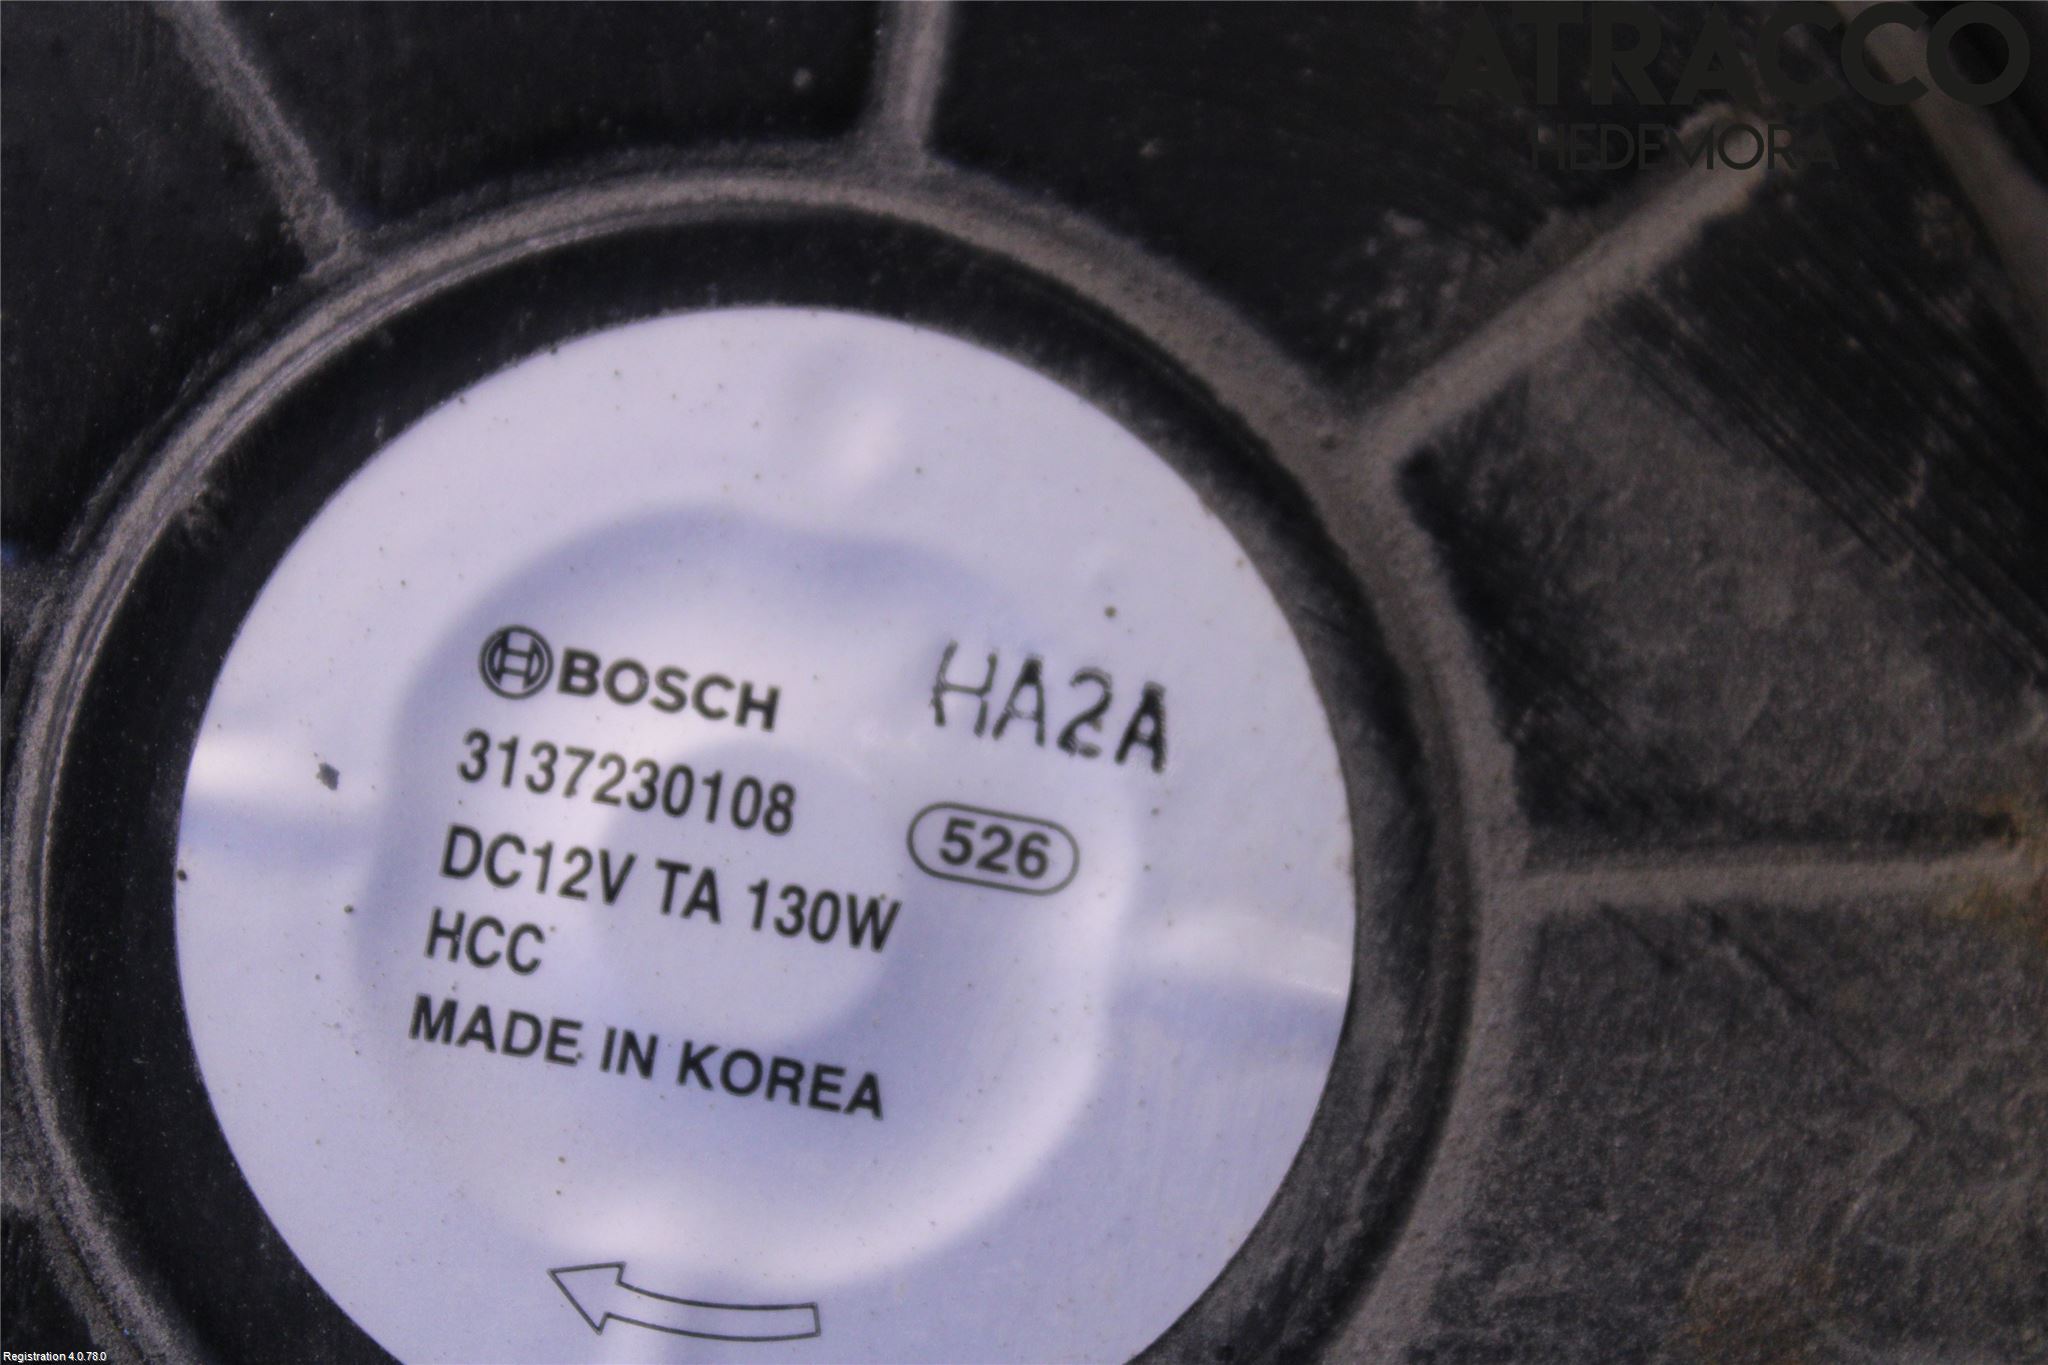 ATRACCO
HEDEMORA
BOSCH
HA2A
3137230108
526
DC12V TA 130W
HCC
MADE IN KOREA
Registration 4.0.78.0